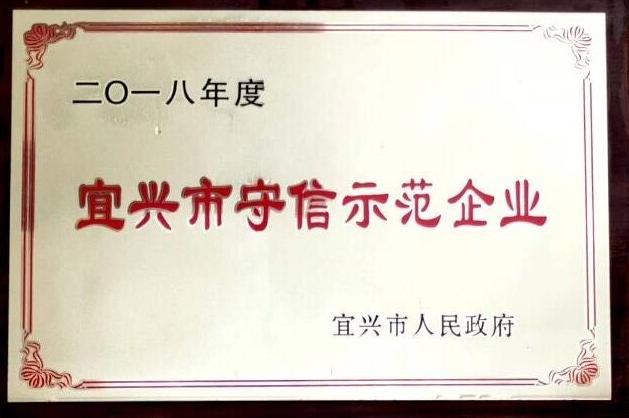 二〇一八年度
宜兴市守信示范企业
宜兴市人民政府